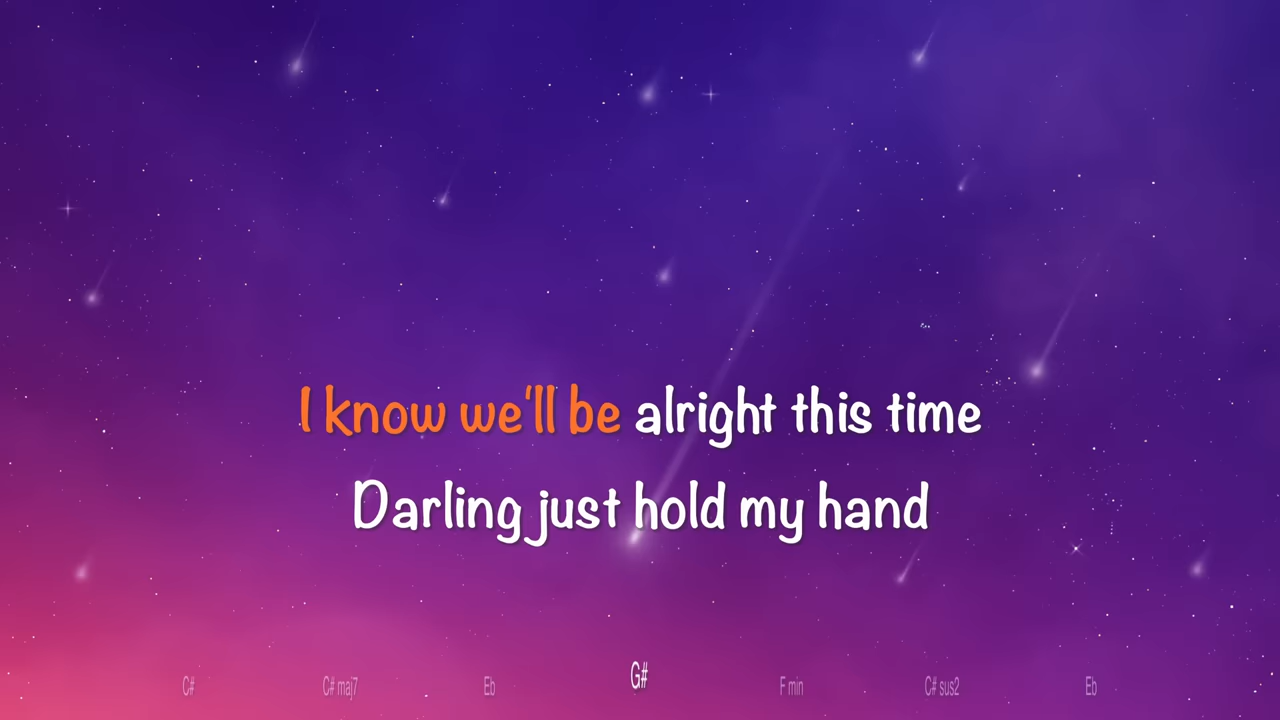 I know we'll be alright this time
Darling just hold my hand
C# C# maj7 Eb G# F min C# sus2 Eb